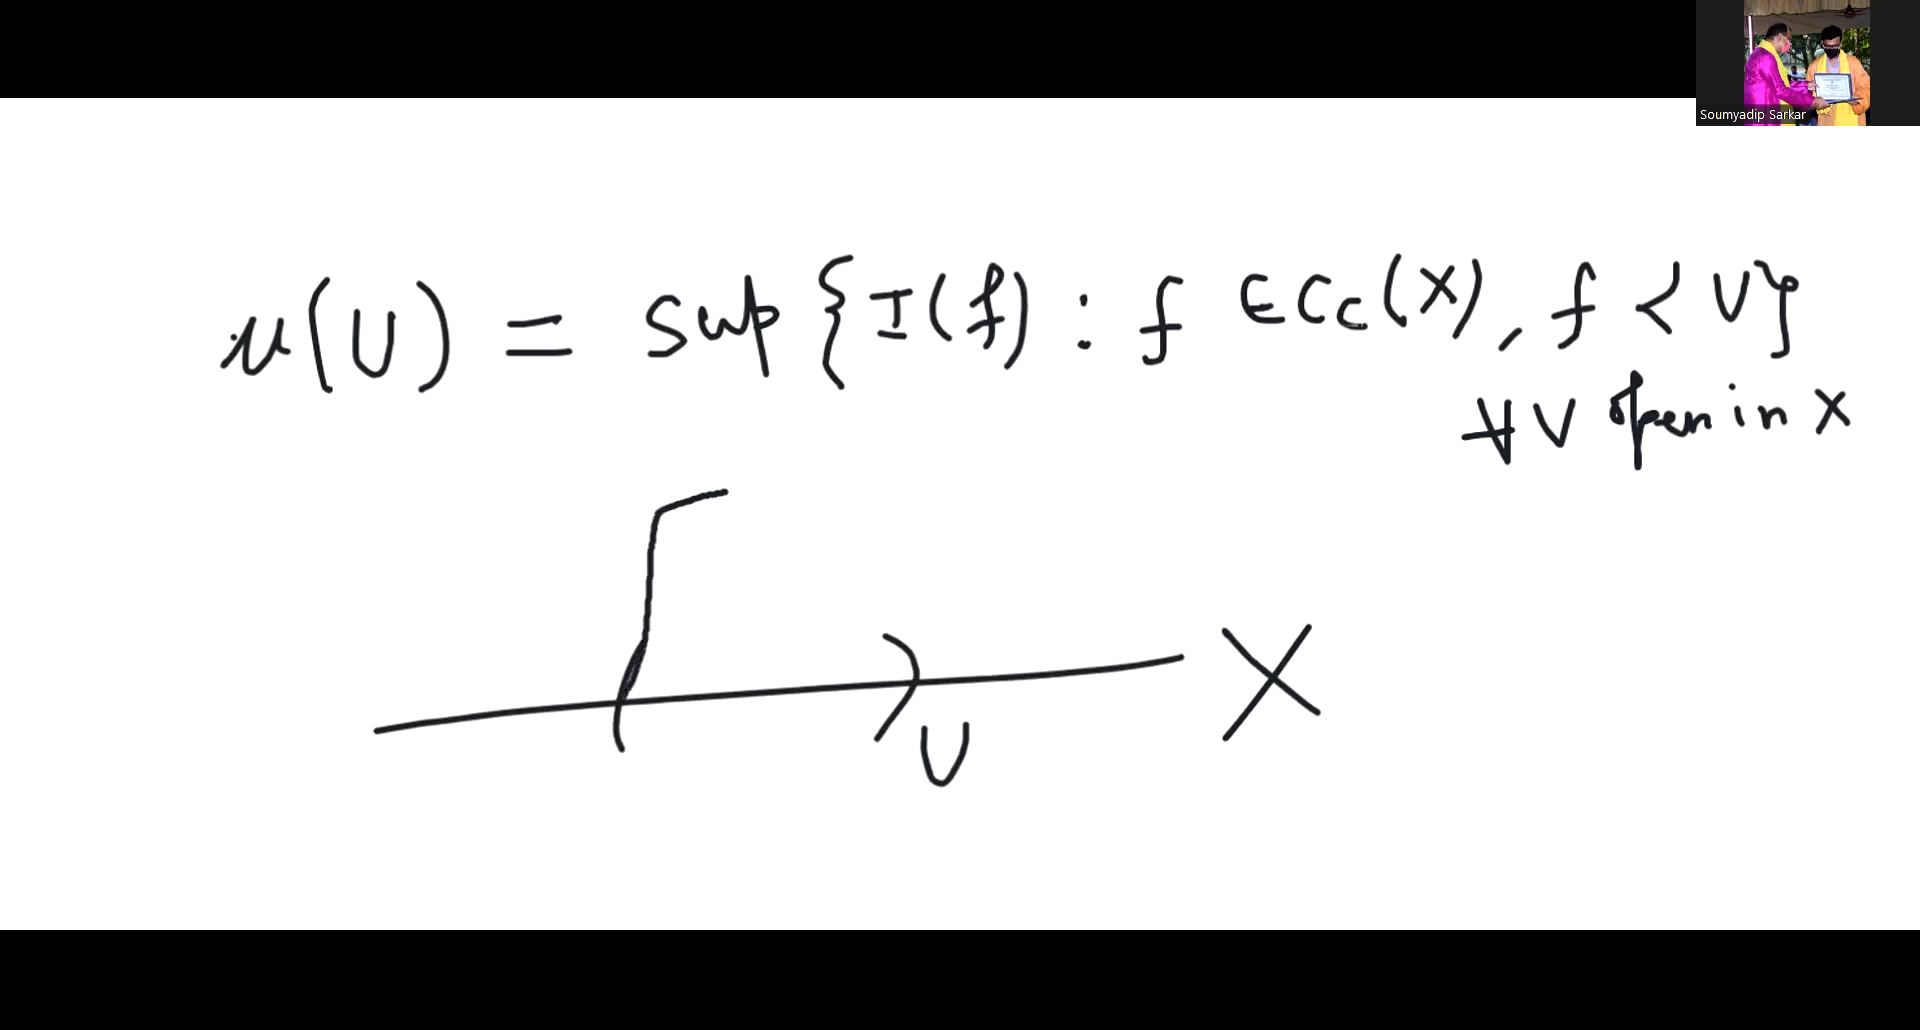 Soumyadip Sarkar
μ(U) = sup { I(f) : f ∈ Cc(X), f < U }
∀ U open in X
U
X